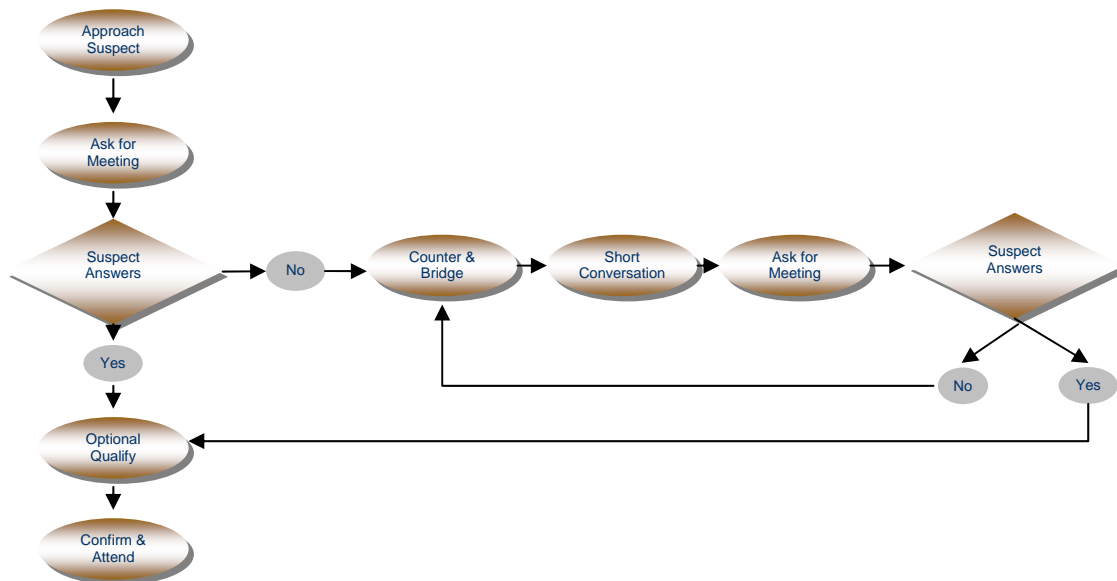 Approach
Suspect
Ask for
Meeting
Suspect
Answers
No
Counter &
Bridge
Short
Conversation
Ask for
Meeting
Suspect
Answers
Yes
No
Yes
Optional
Qualify
Confirm &
Attend